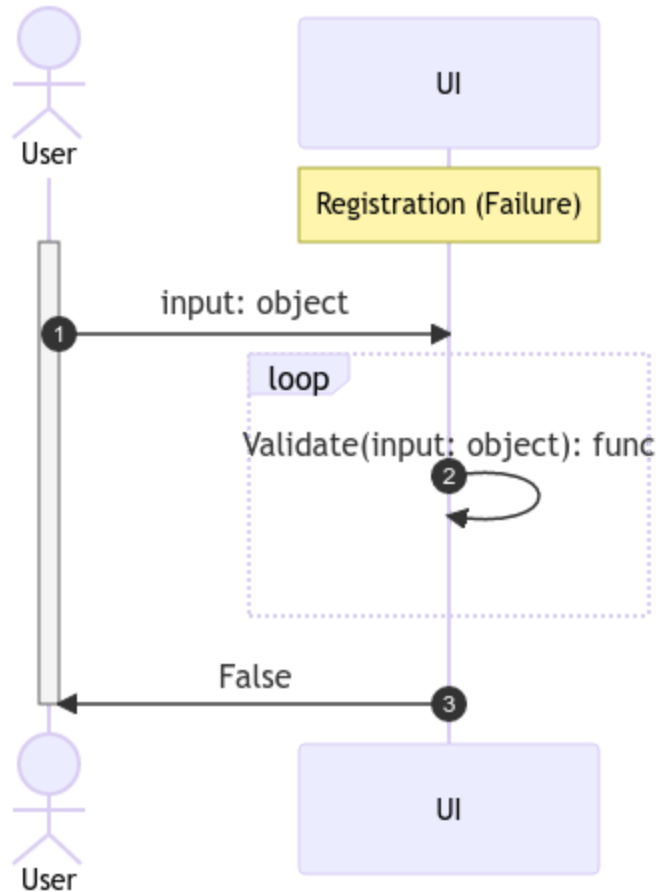 User
UI
Registration (Failure)
input: object
1
loop
Validate(input: object): func
2
False
3
User
UI